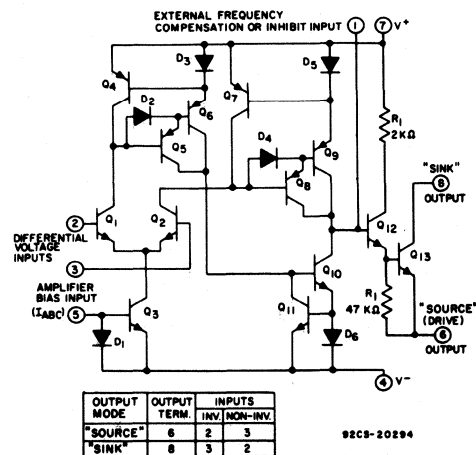 EXTERNAL FREQUENCY
COMPENSATION OR INHIBIT INPUT
1
7 V+
D3
D5
Q4
Q6
Q7
D2
R1
2KΩ
Q5
D4
Q9
Q8
"SINK"
8
OUTPUT
2
Q1
Q2
Q12
Q13
DIFFERENTIAL
VOLTAGE
INPUTS
3
Q10
AMPLIFIER
BIAS INPUT
(IABC) 5
Q3
Q11
R1
47 KΩ
"SOURCE"
(DRIVE)
6
OUTPUT
D1
D6
4 V-
OUTPUT MODE OUTPUT TERM. INPUTS
INV. NON-INV.
"SOURCE" 6 2 3
"SINK" 8 3 2
92CS-20294